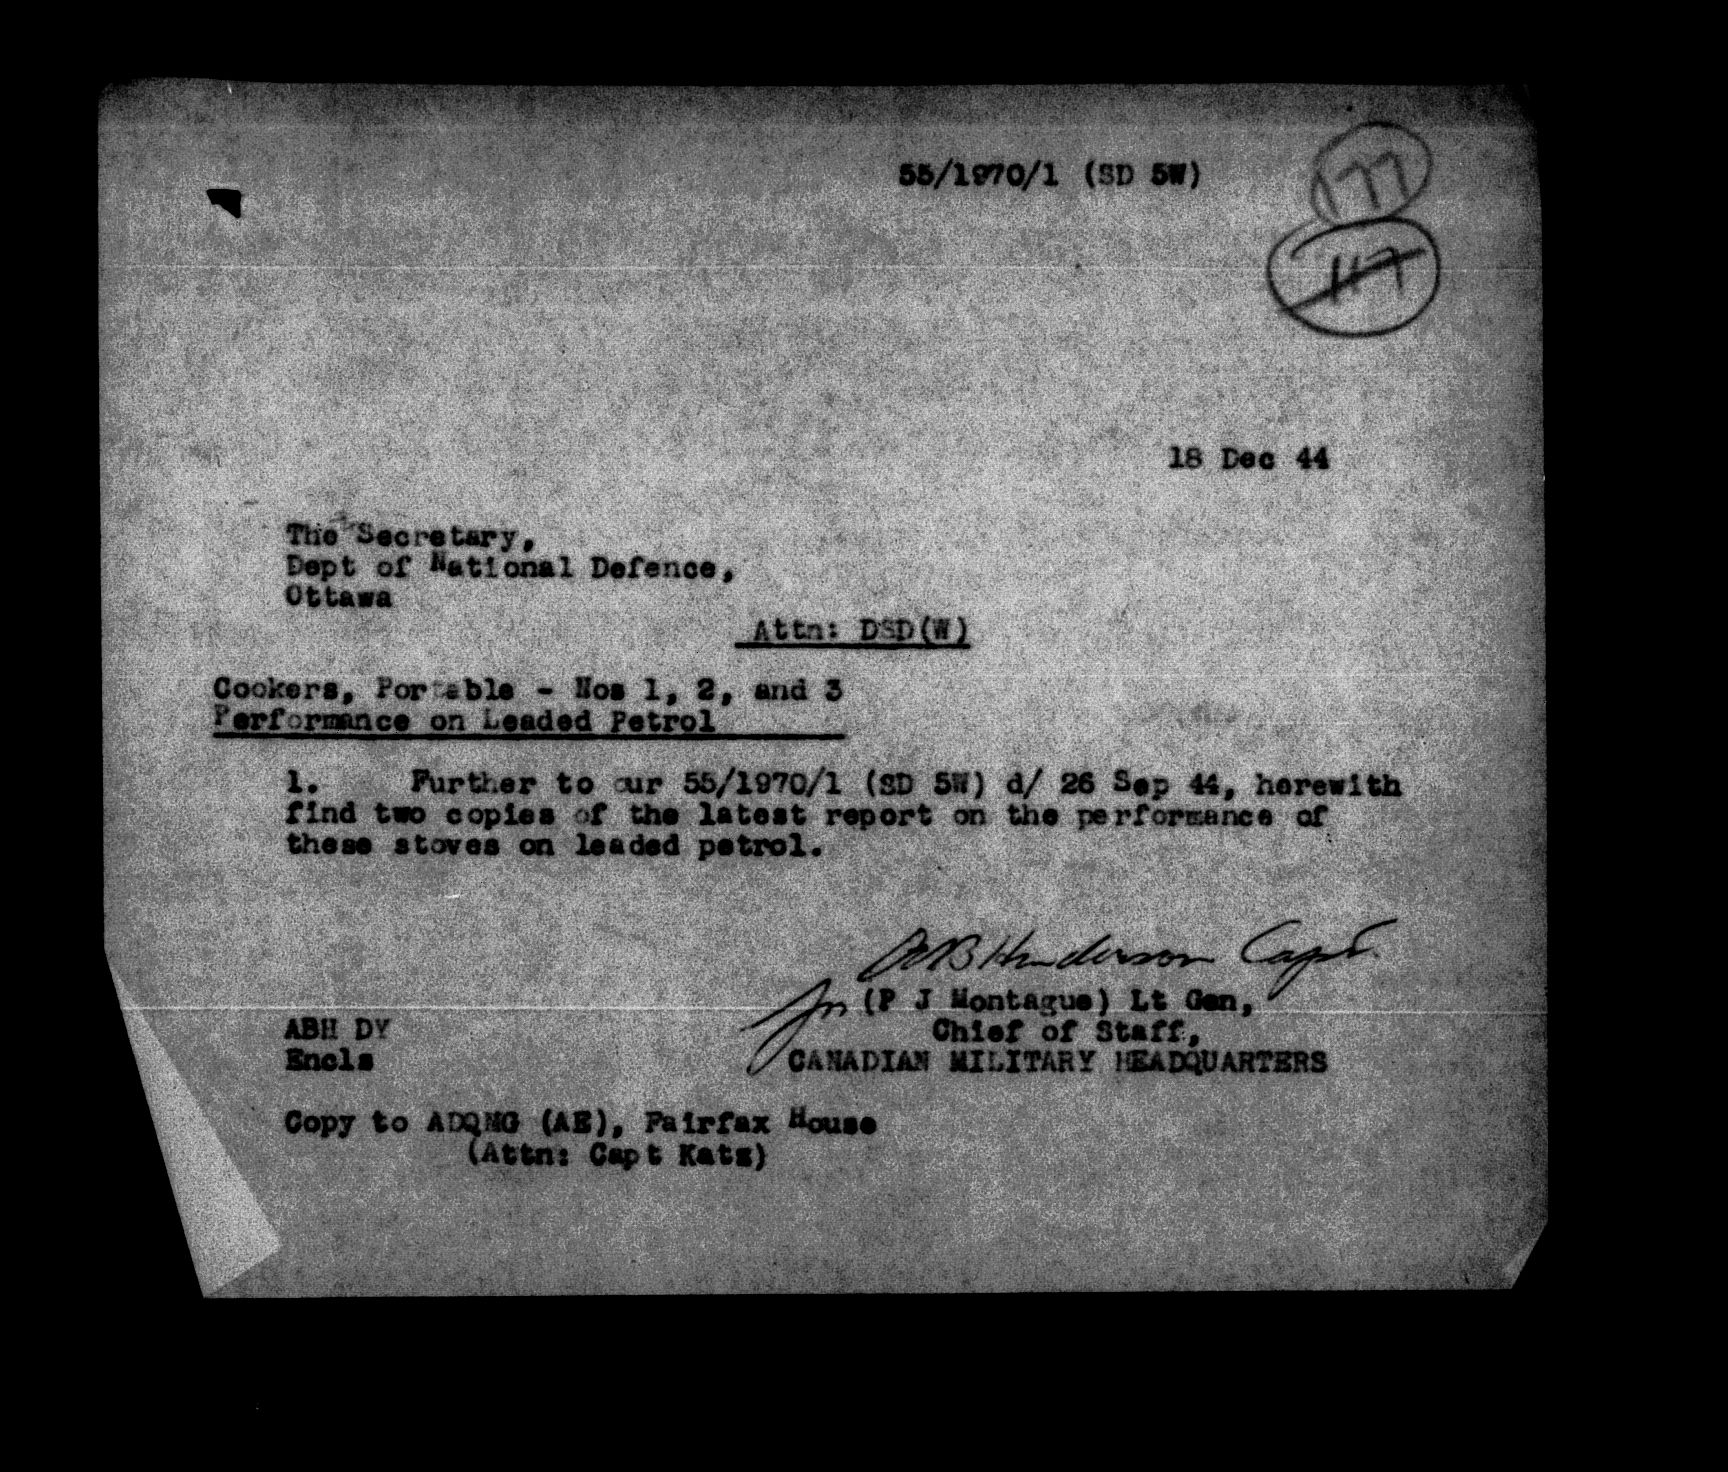 55/1970/1 (SD 5W)
177
117
18 Dec 44
The Secretary,
Dept of National Defence,
Ottawa
Attn: DSD(W)
Cookers, Portable - Nos 1, 2, and 3
Performance on Leaded Petrol
1. Further to our 55/1970/1 (SD 5W) d/ 26 Sep 44, herewith
find two copies of the latest report on the performance of
these stoves on leaded petrol.
ABHenderson Capt.
for (P J Montague) Lt Gen,
Chief of Staff,
CANADIAN MILITARY HEADQUARTERS
ABH DY
Encls
Copy to ADQMG (AE), Fairfax House
(Attn: Capt Katz)